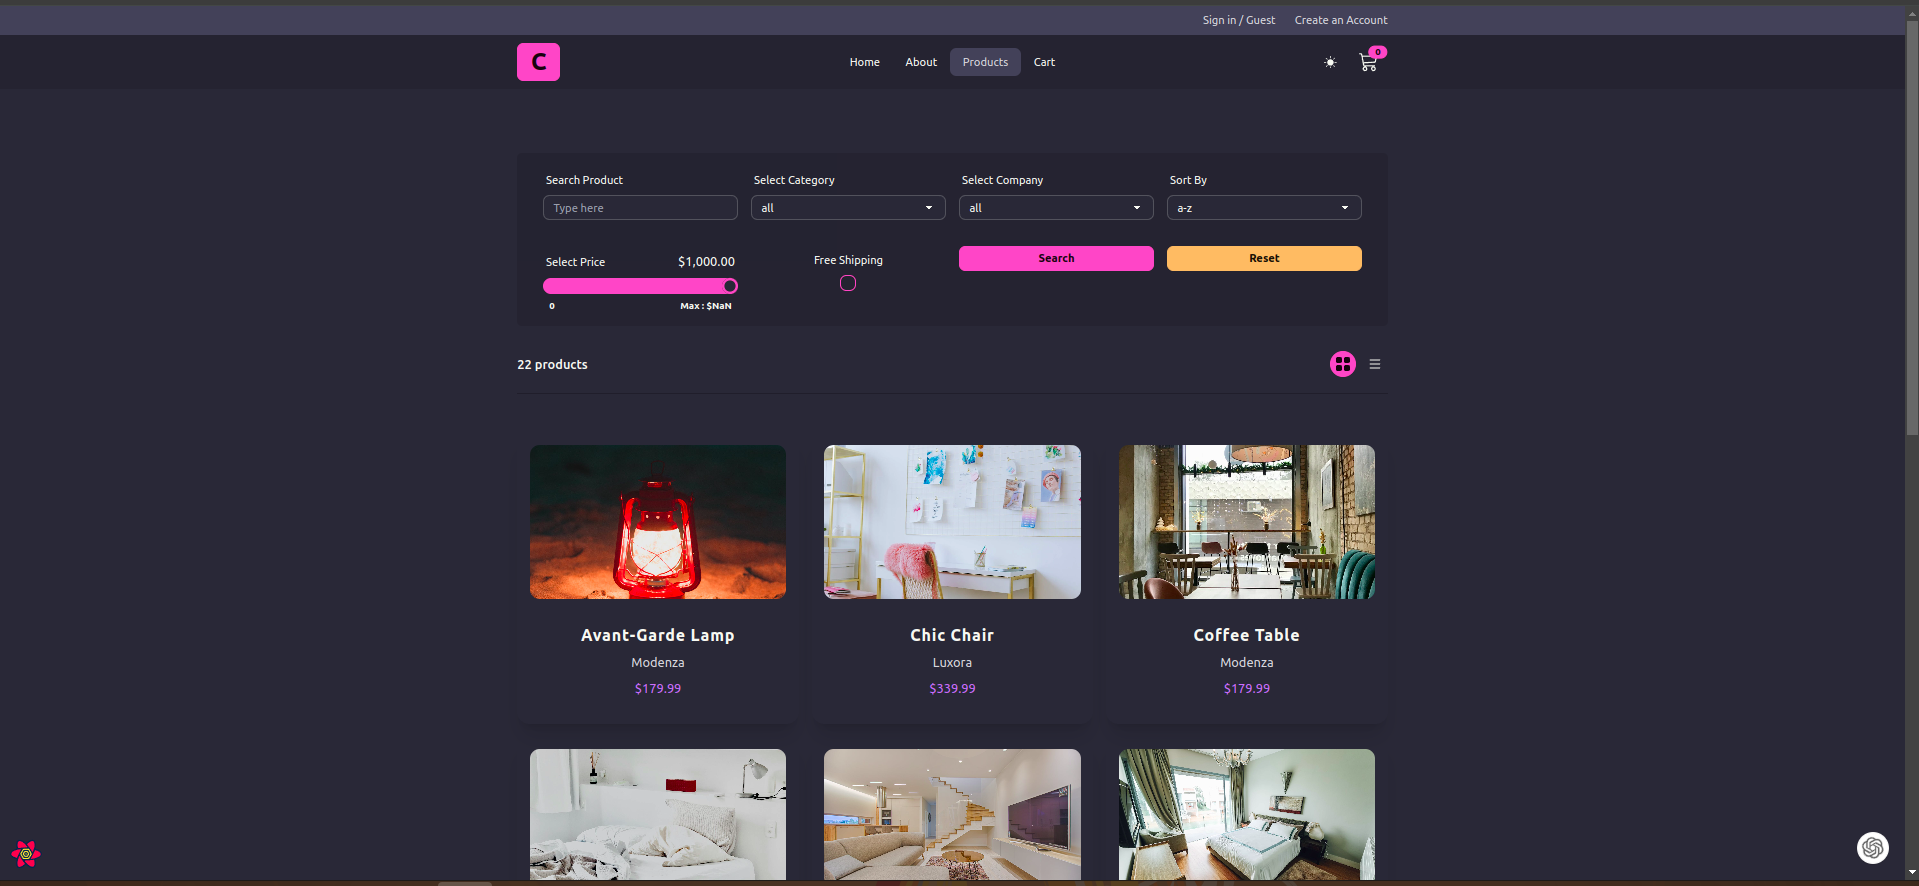 Sign in / Guest Create an Account
C Home About Products Cart 0
Search Product Select Category Select Company Sort By
Type here all all a-z
Select Price $1,000.00 Free Shipping Search Reset
0 Max : $NaN
22 products
Avant-Garde Lamp Chic Chair Coffee Table
Modenza Luxora Modenza
$179.99 $339.99 $179.99